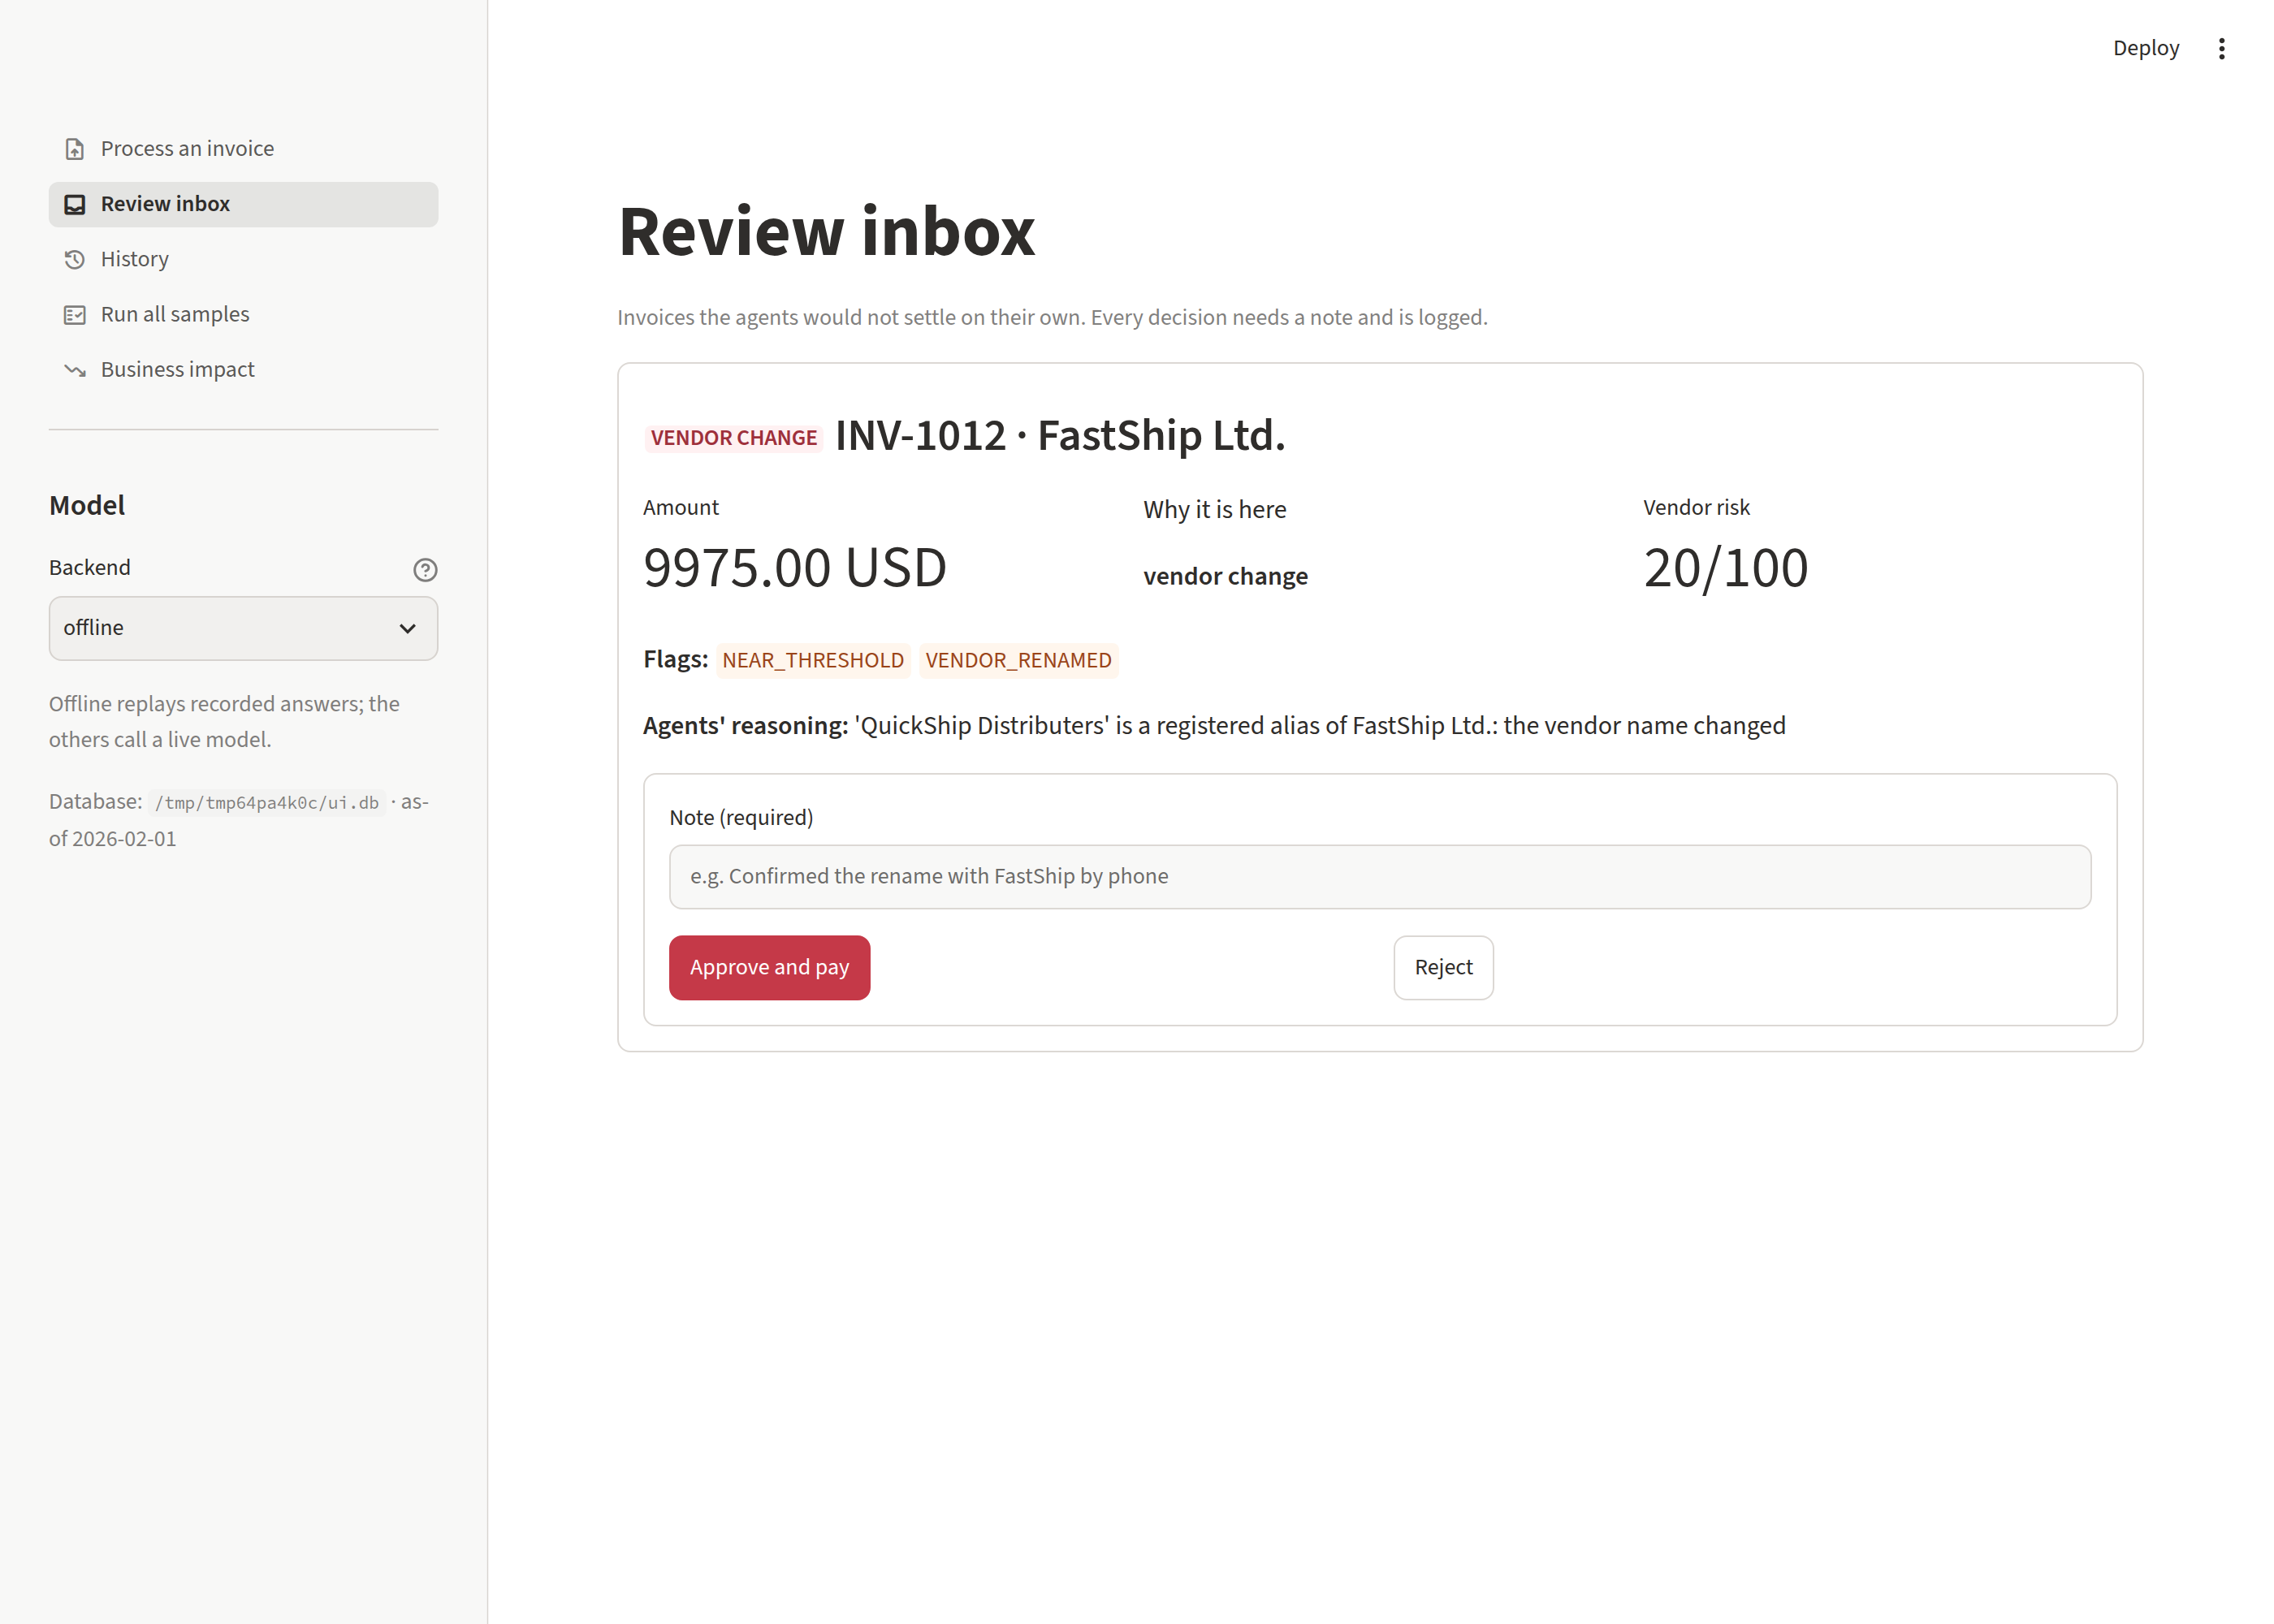 Deploy
Process an invoice
Review inbox
History
Run all samples
Business impact
Model
Backend
offline
Offline replays recorded answers; the
others call a live model.
Database: /tmp/tmp64pa4k0c/ui.db · as-
of 2026-02-01
Review inbox
Invoices the agents would not settle on their own. Every decision needs a note and is logged.
VENDOR CHANGE INV-1012 · FastShip Ltd.
Amount
9975.00 USD
Why it is here
vendor change
Vendor risk
20/100
Flags: NEAR_THRESHOLD VENDOR_RENAMED
Agents' reasoning: 'QuickShip Distributers' is a registered alias of FastShip Ltd.: the vendor name changed
Note (required)
e.g. Confirmed the rename with FastShip by phone
Approve and pay
Reject